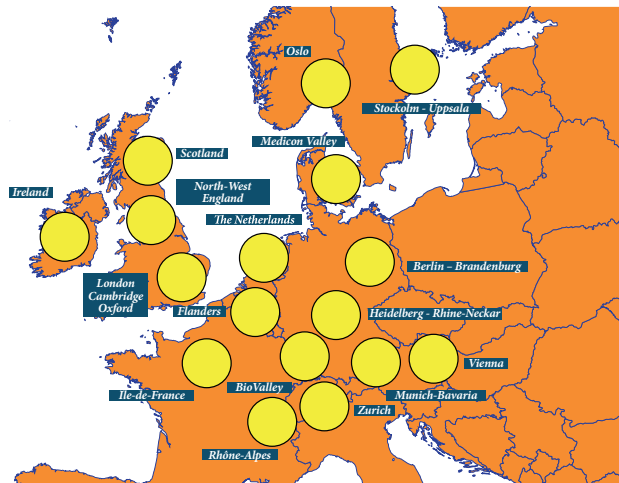 Oslo
Stockolm - Uppsala
Medicon Valley
Scotland
Ireland
North-West
England
The Netherlands
Berlin – Brandenburg
London
Cambridge
Oxford
Flanders
Heidelberg - Rhine-Neckar
Vienna
BioValley
Ile-de-France
Munich-Bavaria
Zurich
Rhône-Alpes